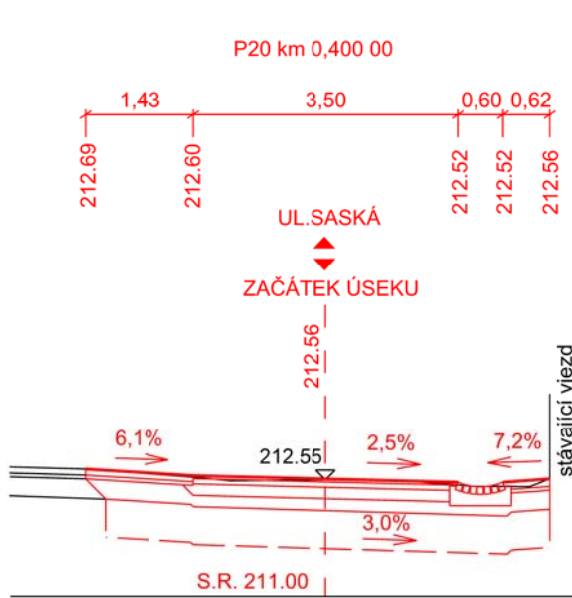 P20 km 0,400 00
1,43 3,50 0,60 0,62
212.69 212.60 212.52 212.52 212.56
UL.SASKÁ
ZAČÁTEK ÚSEKU
212.56
stávající vjezd
6,1% 212.55 2,5% 7,2%
3,0%
S.R. 211.00